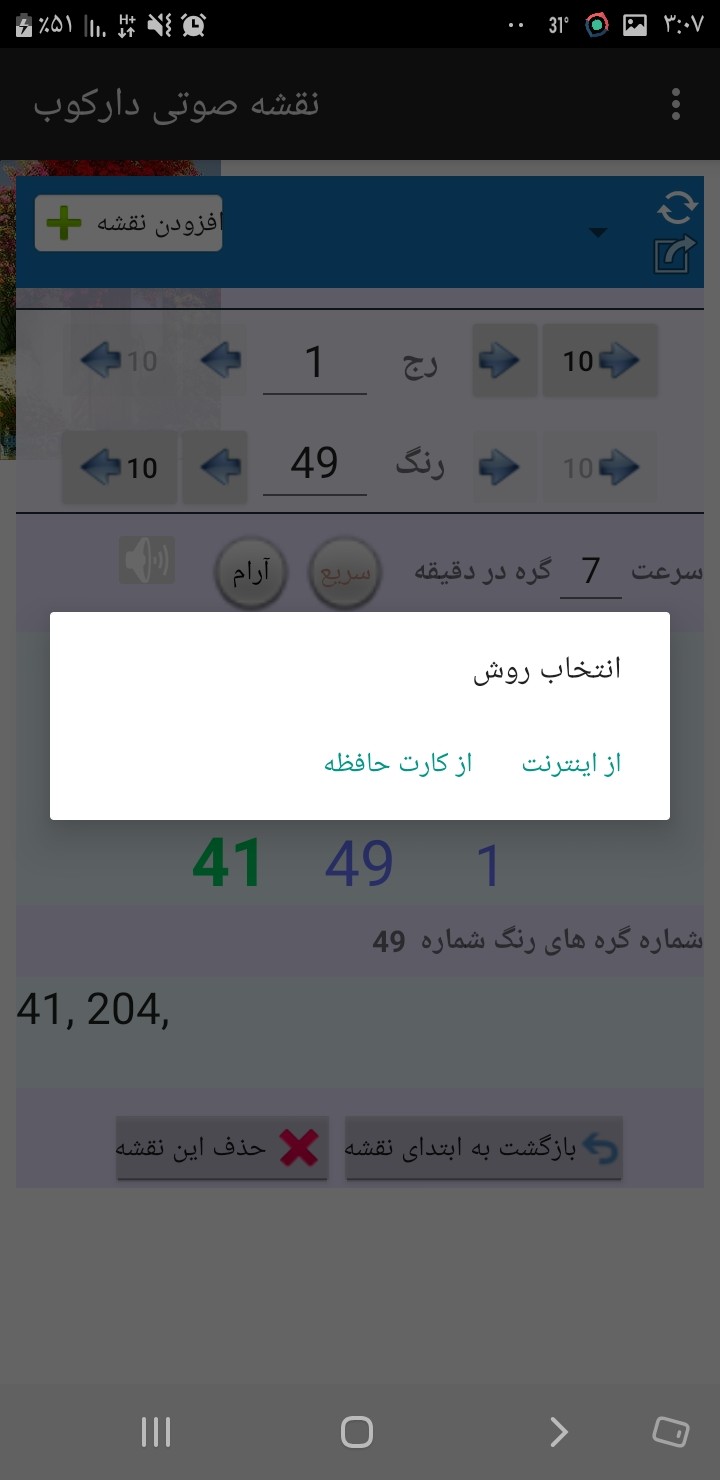 ٪۵۱ H+ 31° ۳:۰۷
نقشه صوتی دارکوب
افزودن نقشه
10 1 رج 10
10 49 رنگ 10
سرعت 7 گره در دقیقه سریع آرام
انتخاب روش
از اینترنت از کارت حافظه
41 49 1
شماره گره های رنگ شماره 49
41, 204,
بازگشت به ابتدای نقشه حذف این نقشه